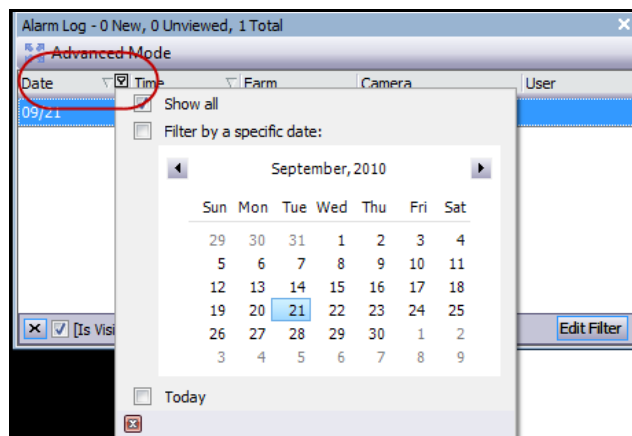 Alarm Log - 0 New, 0 Unviewed, 1 Total
Advanced Mode
Date Time Farm Camera User
09/21
Show all
Filter by a specific date:
September, 2010
Sun Mon Tue Wed Thu Fri Sat
29 30 31 1 2 3 4
5 6 7 8 9 10 11
12 13 14 15 16 17 18
19 20 21 22 23 24 25
26 27 28 29 30 1 2
3 4 5 6 7 8 9
[Is Visi Edit Filter
Today